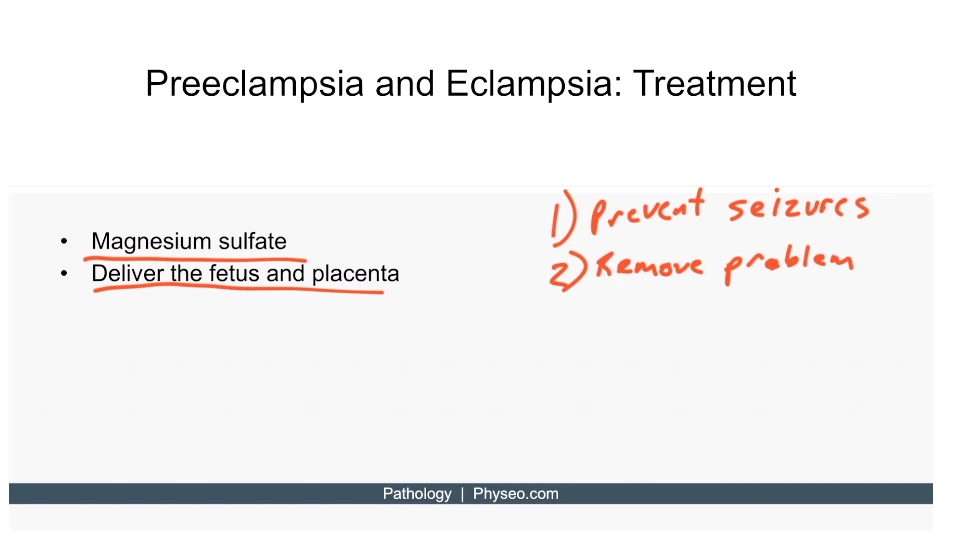 Preeclampsia and Eclampsia: Treatment
1) Prevent seizures
• Magnesium sulfate
2) Remove problem
• Deliver the fetus and placenta
Pathology | Physeo.com